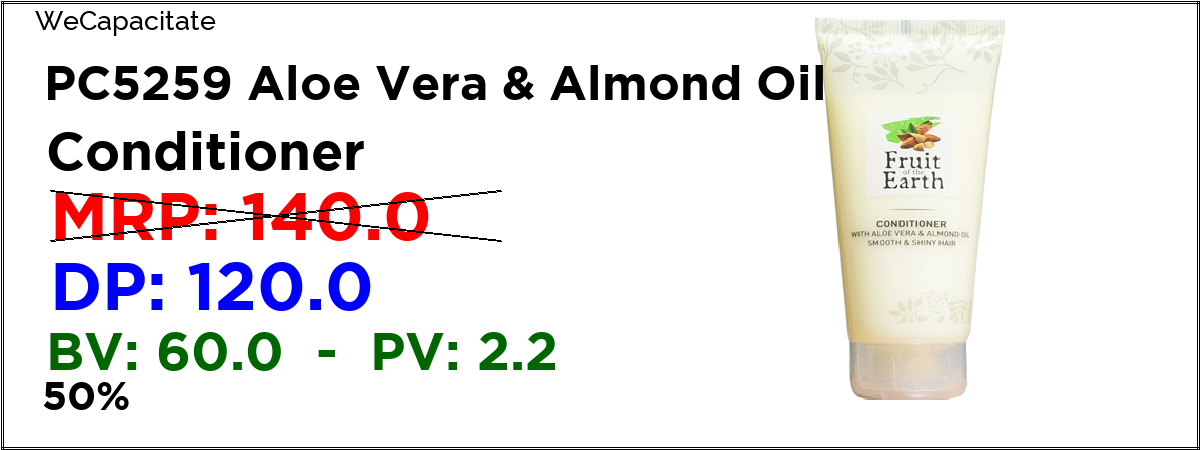 WeCapacitate
PC5259 Aloe Vera & Almond Oil
Conditioner
MRP: 140.0
DP: 120.0
BV: 60.0 - PV: 2.2
50%
Fruit
of the
Earth
CONDITIONER
WITH ALOE VERA & ALMOND OIL
SMOOTH & SHINY HAIR